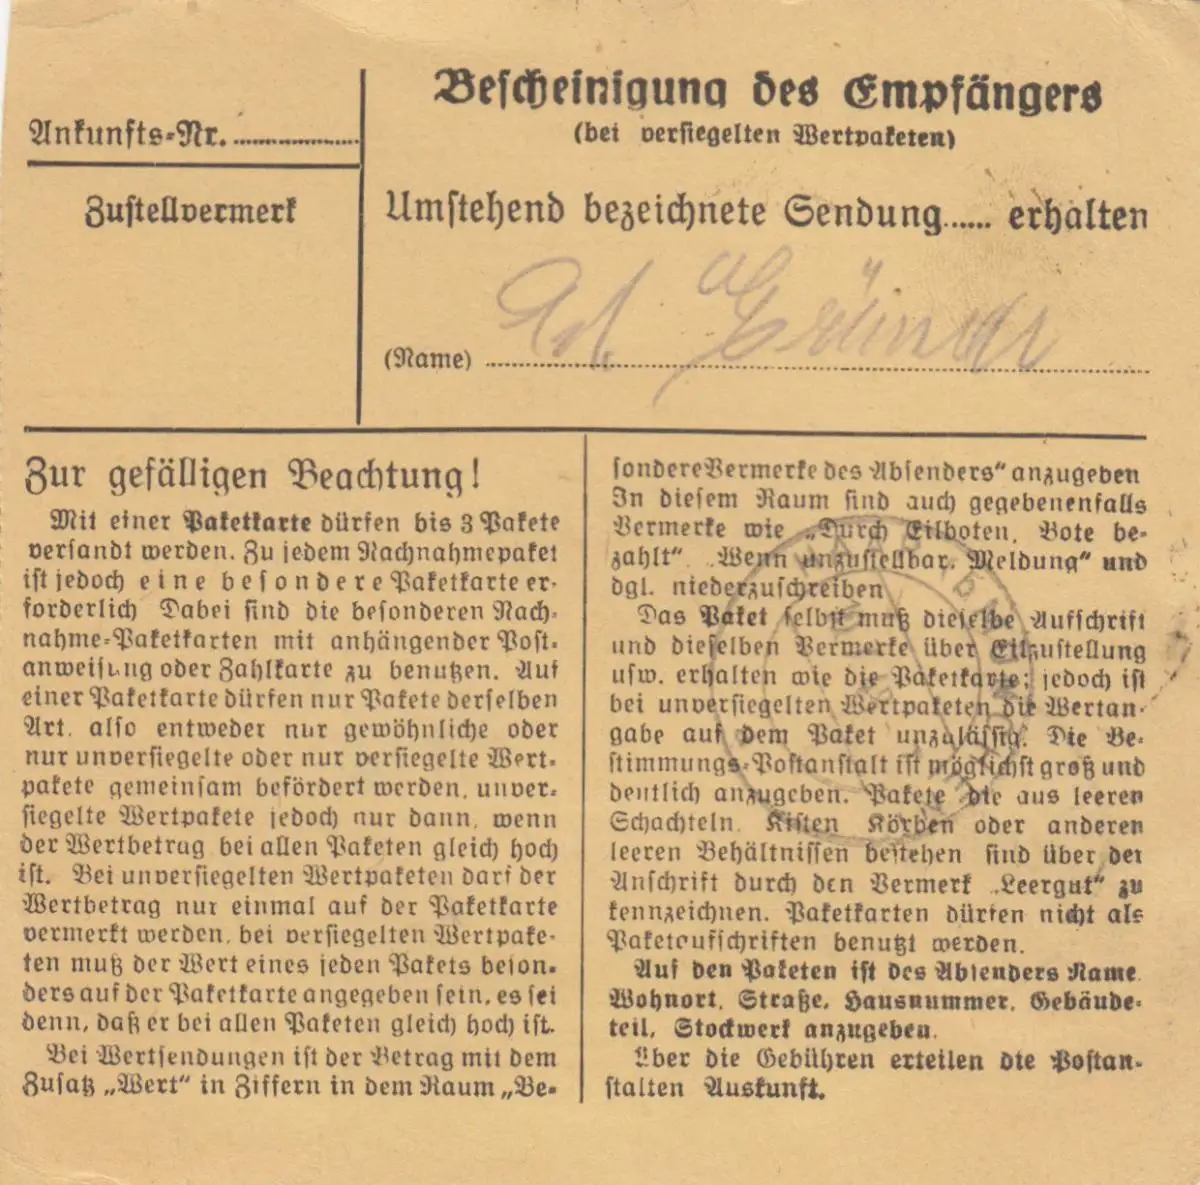 Ankunfts-Nr. ................
Zustellvermerk
Bescheinigung des Empfängers
(bei versiegelten Wertpaketen)
Umstehend bezeichnete Sendung...... erhalten
(Name)
Zur gefälligen Beachtung!
Mit einer Paketkarte dürfen bis 3 Pakete
versandt werden. Zu jedem Nachnahmepaket
ist jedoch eine besondere Paketkarte er-
forderlich Dabei sind die besonderen Nach-
nahme-Paketkarten mit anhängender Post-
anweisung oder Zahlkarte zu benutzen. Auf
einer Paketkarte dürfen nur Pakete derselben
Art, also entweder nur gewöhnliche oder
nur unversiegelte oder nur versiegelte Wert-
pakete gemeinsam befördert werden, unver-
siegelte Wertpakete jedoch nur dann, wenn
der Wertbetrag bei allen Paketen gleich hoch
ist. Bei unversiegelten Wertpaketen darf der
Wertbetrag nur einmal auf der Paketkarte
vermerkt werden, bei versiegelten Wertpake-
ten muß der Wert eines jeden Pakets beson-
ders auf der Paketkarte angegeben sein, es sei
denn, daß er bei allen Paketen gleich hoch ist.
Bei Wertsendungen ist der Betrag mit dem
Zusatz „Wert“ in Ziffern in dem Raum „Be-
sondere Vermerke des Absenders“ anzugeben
In diesem Raum sind auch gegebenenfalls
Vermerke wie „Durch Eilboten, Bote be-
zahlt“ „Wenn unzustellbar, Meldung“ und
dgl. niederzuschreiben
Das Paket selbst muß dieselbe Aufschrift
und dieselben Vermerke über Eilzustellung
usw. erhalten wie die Paketkarte; jedoch ist
bei unversiegelten Wertpaketen die Wertan-
gabe auf dem Paket unzulässig. Die Be-
stimmungs-Postanstalt ist möglichst groß und
deutlich anzugeben. Pakete die aus leeren
Schachteln, Kisten Körben oder anderen
leeren Behältnissen bestehen sind über der
Anschrift durch den Vermerk „Leergut“ zu
kennzeichnen. Paketkarten dürfen nicht als
Paketaufschriften benutzt werden.
Auf den Paketen ist des Absenders Name
Wohnort, Straße, Hausnummer, Gebäude-
teil, Stockwerk anzugeben.
Über die Gebühren erteilen die Postan-
stalten Auskunft.